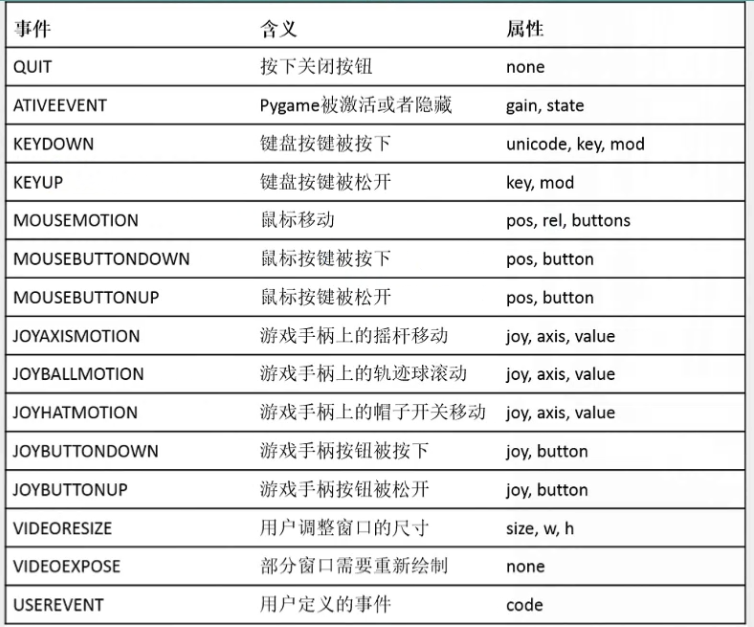 事件 含义 属性
QUIT 按下关闭按钮 none
ATIVEEVENT Pygame被激活或者隐藏 gain, state
KEYDOWN 键盘按键被按下 unicode, key, mod
KEYUP 键盘按键被松开 key, mod
MOUSEMOTION 鼠标移动 pos, rel, buttons
MOUSEBUTTONDOWN 鼠标按键被按下 pos, button
MOUSEBUTTONUP 鼠标按键被松开 pos, button
JOYAXISMOTION 游戏手柄上的摇杆移动 joy, axis, value
JOYBALLMOTION 游戏手柄上的轨迹球滚动 joy, axis, value
JOYHATMOTION 游戏手柄上的帽子开关移动 joy, axis, value
JOYBUTTONDOWN 游戏手柄按钮被按下 joy, button
JOYBUTTONUP 游戏手柄按钮被松开 joy, button
VIDEORESIZE 用户调整窗口的尺寸 size, w, h
VIDEOEXPOSE 部分窗口需要重新绘制 none
USEREVENT 用户定义的事件 code